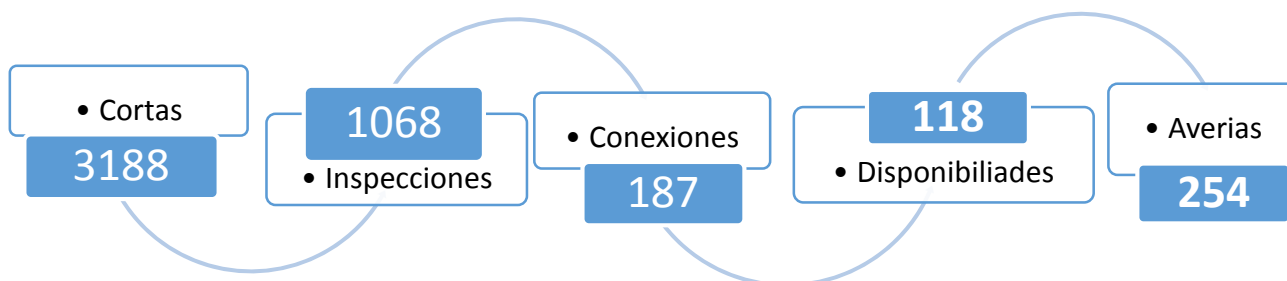 • Cortas
3188
1068
• Inspecciones
• Conexiones
187
118
• Disponibiliades
• Averias
254